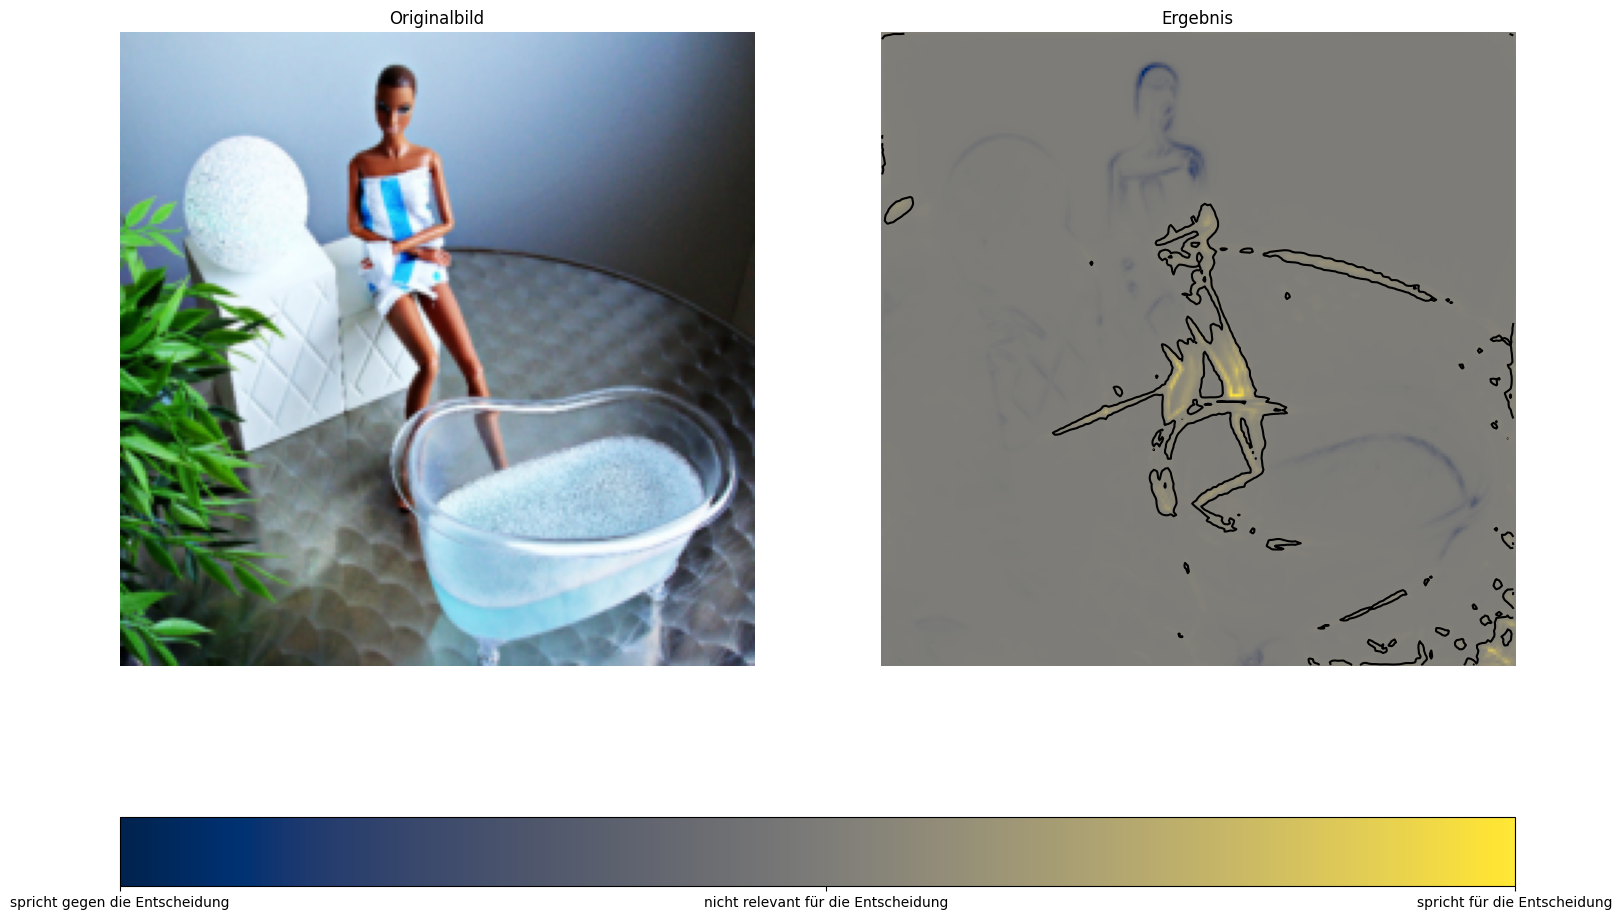 Originalbild
Ergebnis
spricht gegen die Entscheidung
nicht relevant für die Entscheidung
spricht für die Entscheidung